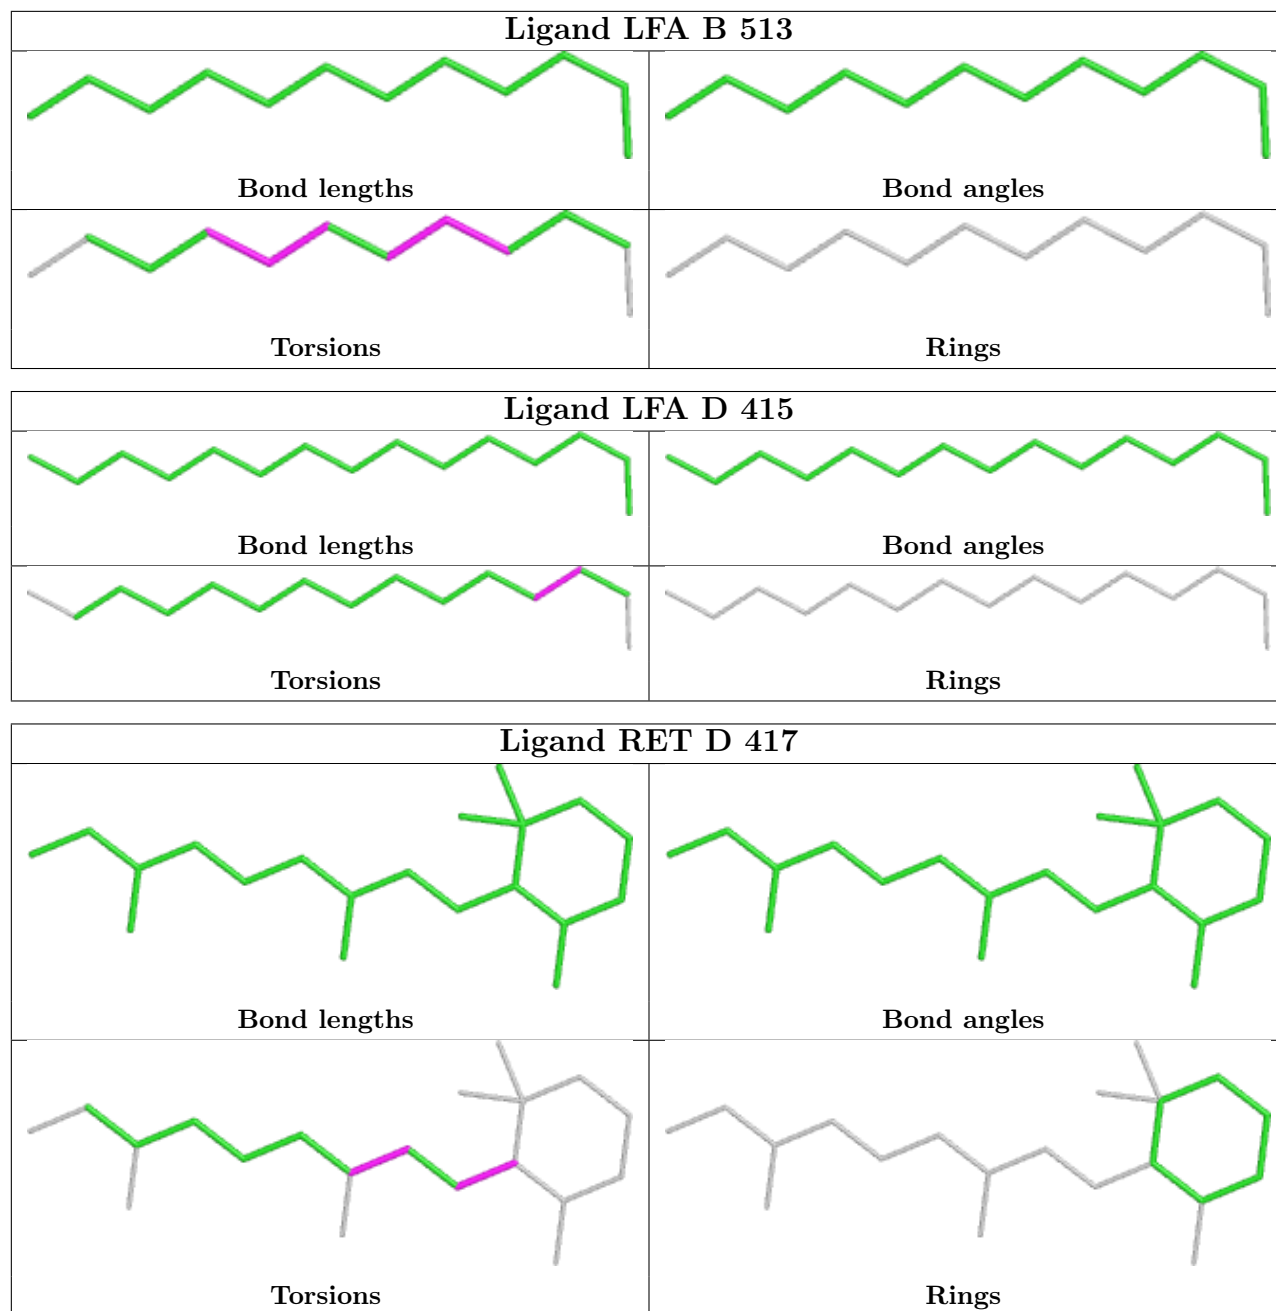 Ligand LFA B 513
Bond lengths
Bond angles
Torsions
Rings
Ligand LFA D 415
Bond lengths
Bond angles
Torsions
Rings
Ligand RET D 417
Bond lengths
Bond angles
Torsions
Rings